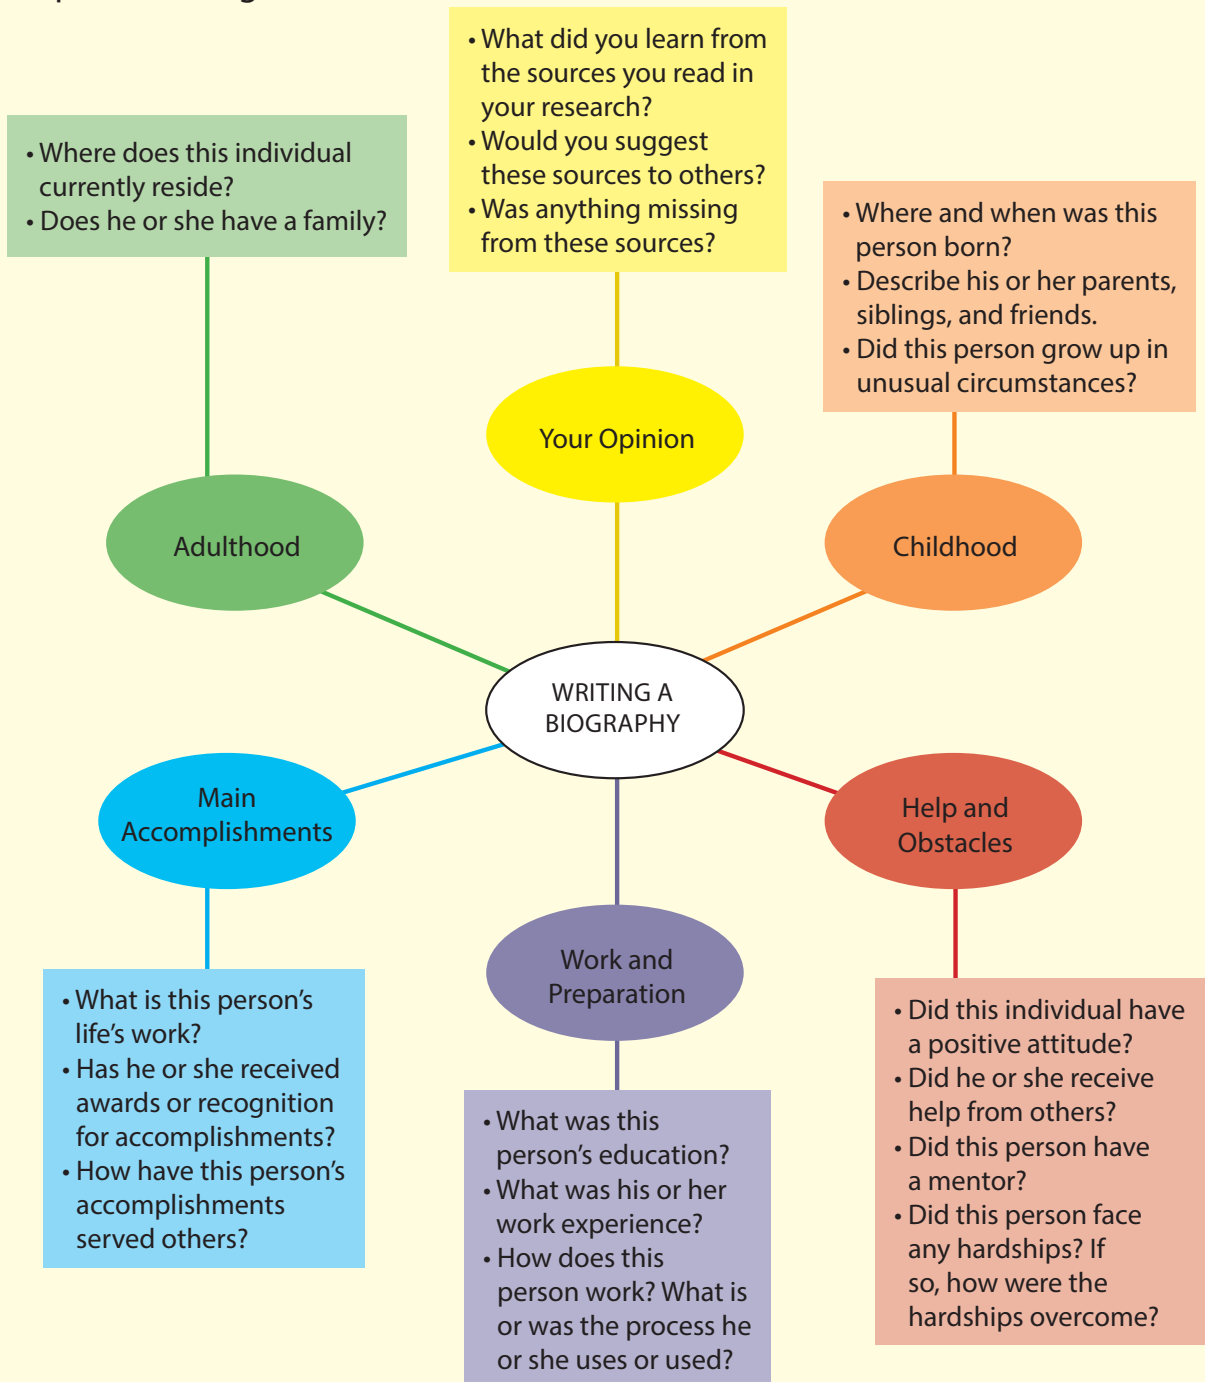 • What did you learn from
the sources you read in
your research?
• Would you suggest
these sources to others?
• Was anything missing
from these sources?
• Where does this individual
currently reside?
• Does he or she have a family?
• Where and when was this
person born?
• Describe his or her parents,
siblings, and friends.
• Did this person grow up in
unusual circumstances?
Your Opinion
Adulthood
Childhood
WRITING A
BIOGRAPHY
Main
Accomplishments
Help and
Obstacles
Work and
Preparation
• What is this person's
life's work?
• Has he or she received
awards or recognition
for accomplishments?
• How have this person's
accomplishments
served others?
• What was this
person's education?
• What was his or her
work experience?
• How does this
person work? What is
or was the process he
or she uses or used?
• Did this individual have
a positive attitude?
• Did he or she receive
help from others?
• Did this person have
a mentor?
• Did this person face
any hardships? If
so, how were the
hardships overcome?